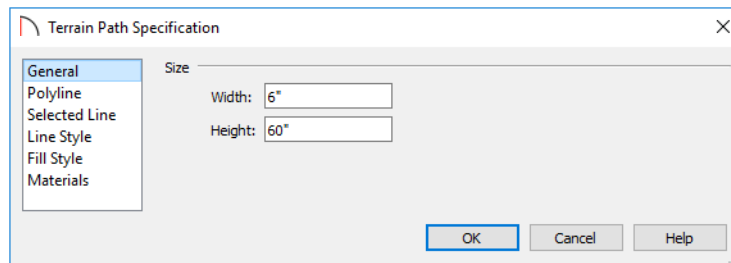 Terrain Path Specification
General
Polyline
Selected Line
Line Style
Fill Style
Materials
Size
Width: 6"
Height: 60"
OK Cancel Help